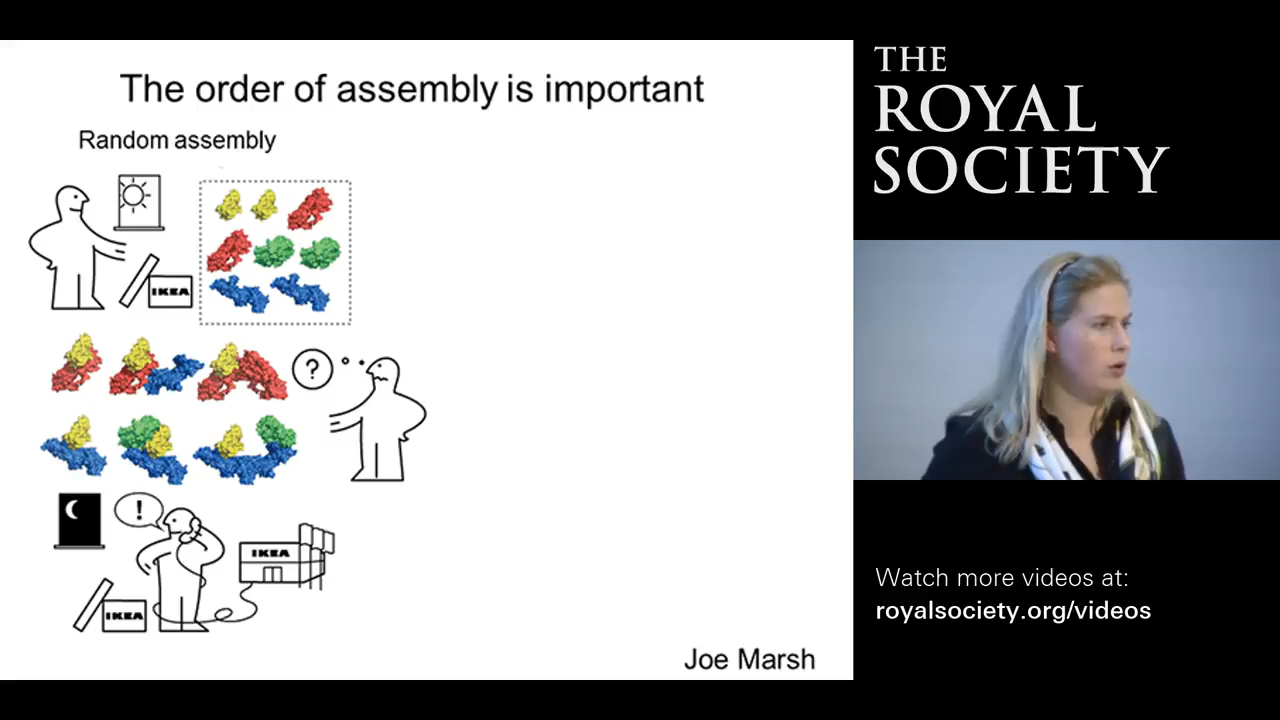 The order of assembly is important
Random assembly
IKEA
?
!
IKEA
IKEA
Joe Marsh
THE
ROYAL
SOCIETY
Watch more videos at:
royalsociety.org/videos